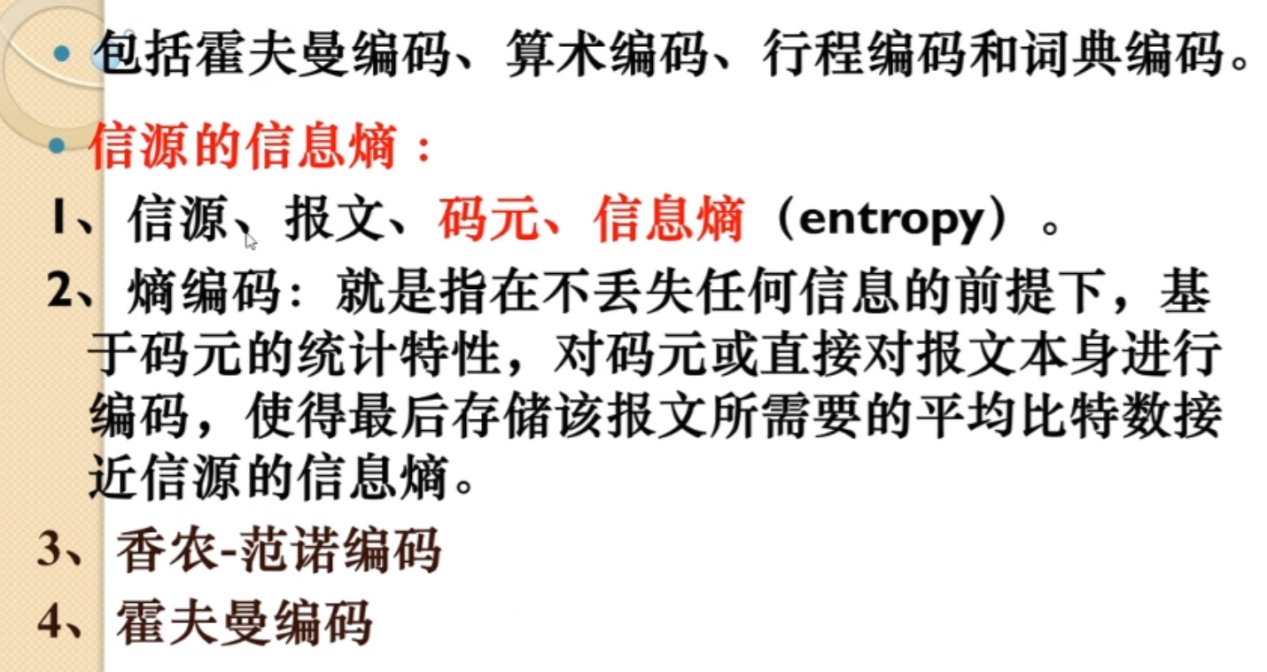 • 包括霍夫曼编码、算术编码、行程编码和词典编码。
• 信源的信息熵：
1、信源、报文、码元、信息熵（entropy）。
2、熵编码：就是指在不丢失任何信息的前提下，基
于码元的统计特性，对码元或直接对报文本身进行
编码，使得最后存储该报文所需要的平均比特数接
近信源的信息熵。
3、香农-范诺编码
4、霍夫曼编码